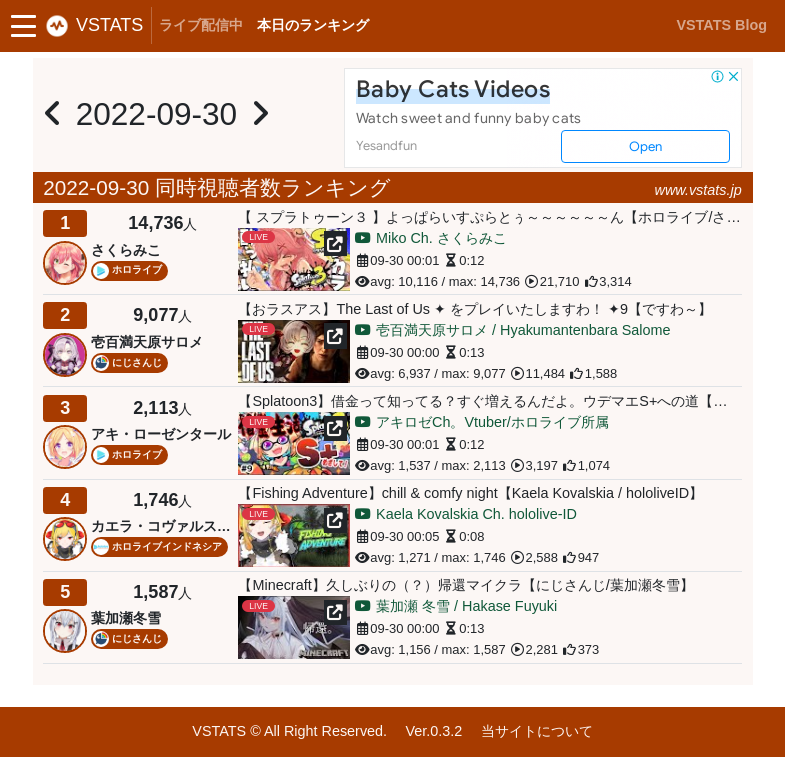 VSTATS ライブ配信中 本日のランキング VSTATS Blog
2022-09-30
Baby Cats Videos
Watch sweet and funny baby cats
Yesandfun
Open
2022-09-30 同時視聴者数ランキング www.vstats.jp
1 14,736人
さくらみこ
ホロライブ
【 スプラトゥーン３ 】よっぱらいすぷらとぅ～～～～～～ん【ホロライブ/さ…
LIVE
Miko Ch. さくらみこ
09-30 00:01 0:12
avg: 10,116 / max: 14,736 21,710 3,314
2 9,077人
壱百満天原サロメ
にじさんじ
【おラスアス】The Last of Us ✦ をプレイいたしますわ！ ✦9【ですわ～】
LIVE
THE LAST OF US
壱百満天原サロメ / Hyakumantenbara Salome
09-30 00:00 0:13
avg: 6,937 / max: 9,077 11,484 1,588
3 2,113人
アキ・ローゼンタール
ホロライブ
【Splatoon3】借金って知ってる？すぐ増えるんだよ。ウデマエS+への道【…
LIVE
S+
#9
アキロゼCh。Vtuber/ホロライブ所属
09-30 00:01 0:12
avg: 1,537 / max: 2,113 3,197 1,074
4 1,746人
カエラ・コヴァルス…
ホロライブインドネシア
【Fishing Adventure】chill & comfy night【Kaela Kovalskia / hololiveID】
LIVE
FISHING
ADVENTURE
Kaela Kovalskia Ch. hololive-ID
09-30 00:05 0:08
avg: 1,271 / max: 1,746 2,588 947
5 1,587人
葉加瀬冬雪
にじさんじ
【Minecraft】久しぶりの（？）帰還マイクラ【にじさんじ/葉加瀬冬雪】
LIVE
帰還。
MINECRAFT
葉加瀬 冬雪 / Hakase Fuyuki
09-30 00:00 0:13
avg: 1,156 / max: 1,587 2,281 373
VSTATS © All Right Reserved. Ver.0.3.2 当サイトについて